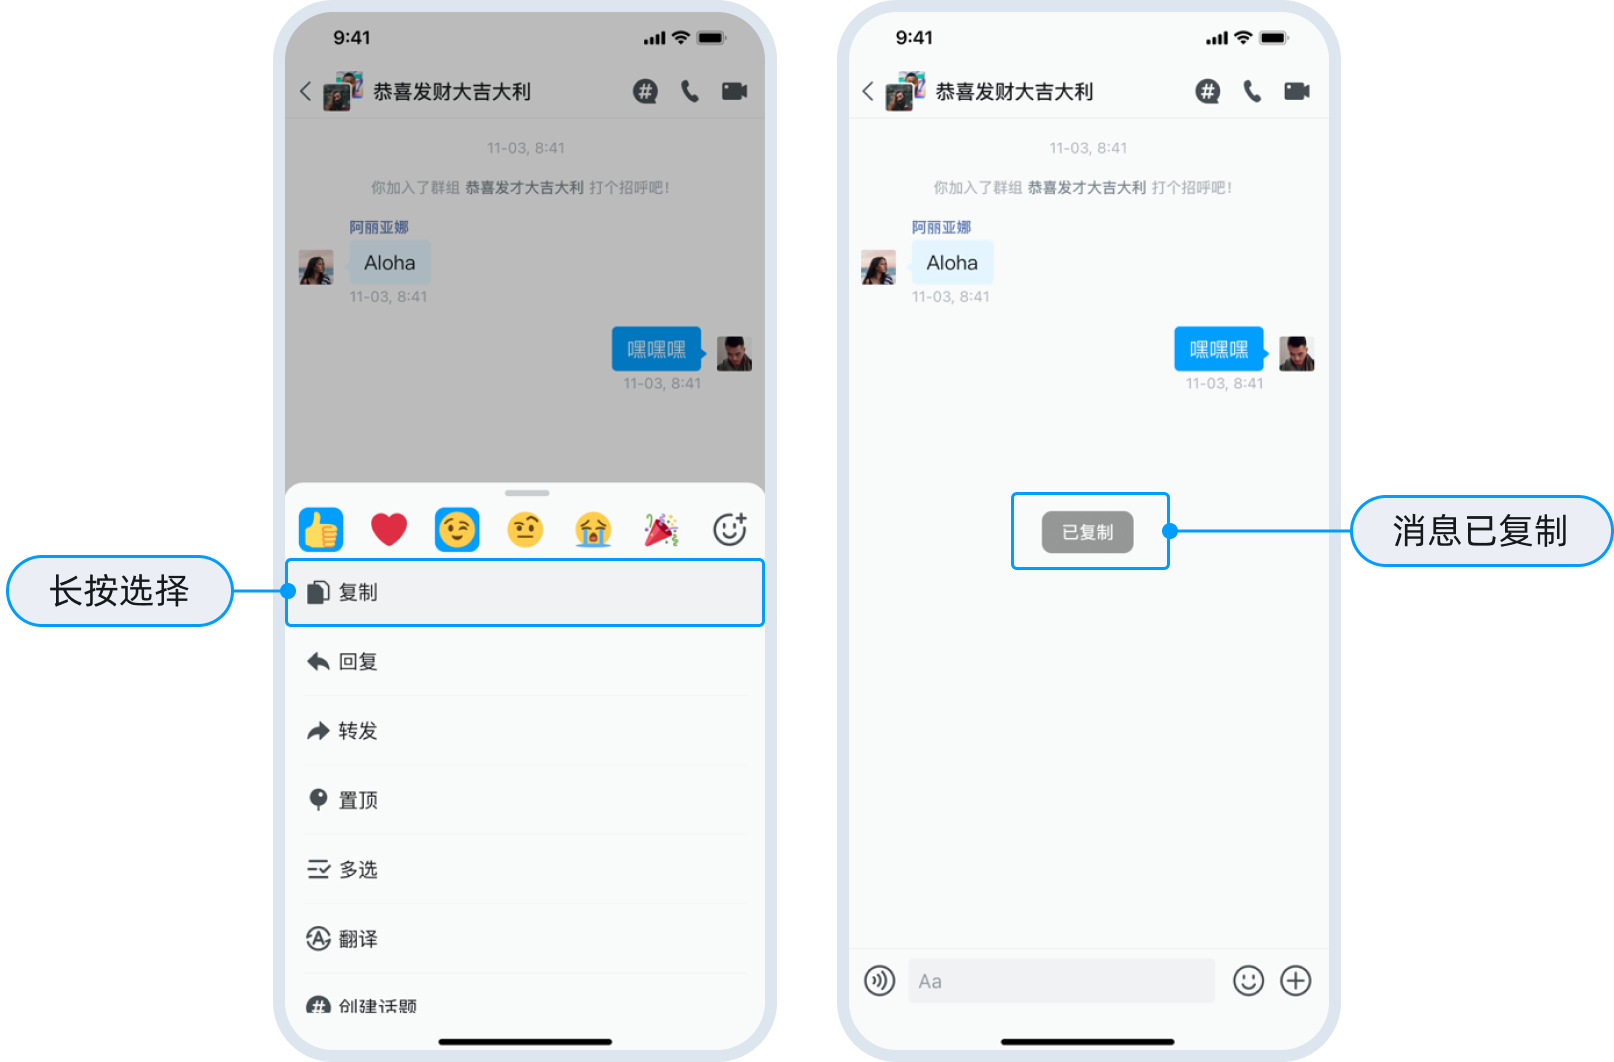 9:41
恭喜发财大吉大利
11-03, 8:41
你加入了群组 恭喜发才大吉大利 打个招呼吧！
阿丽亚娜
Aloha
11-03, 8:41
嘿嘿嘿
11-03, 8:41
长按选择
复制
回复
转发
置顶
多选
翻译
创建话题
9:41
恭喜发财大吉大利
11-03, 8:41
你加入了群组 恭喜发才大吉大利 打个招呼吧！
阿丽亚娜
Aloha
11-03, 8:41
嘿嘿嘿
11-03, 8:41
已复制
消息已复制
Aa